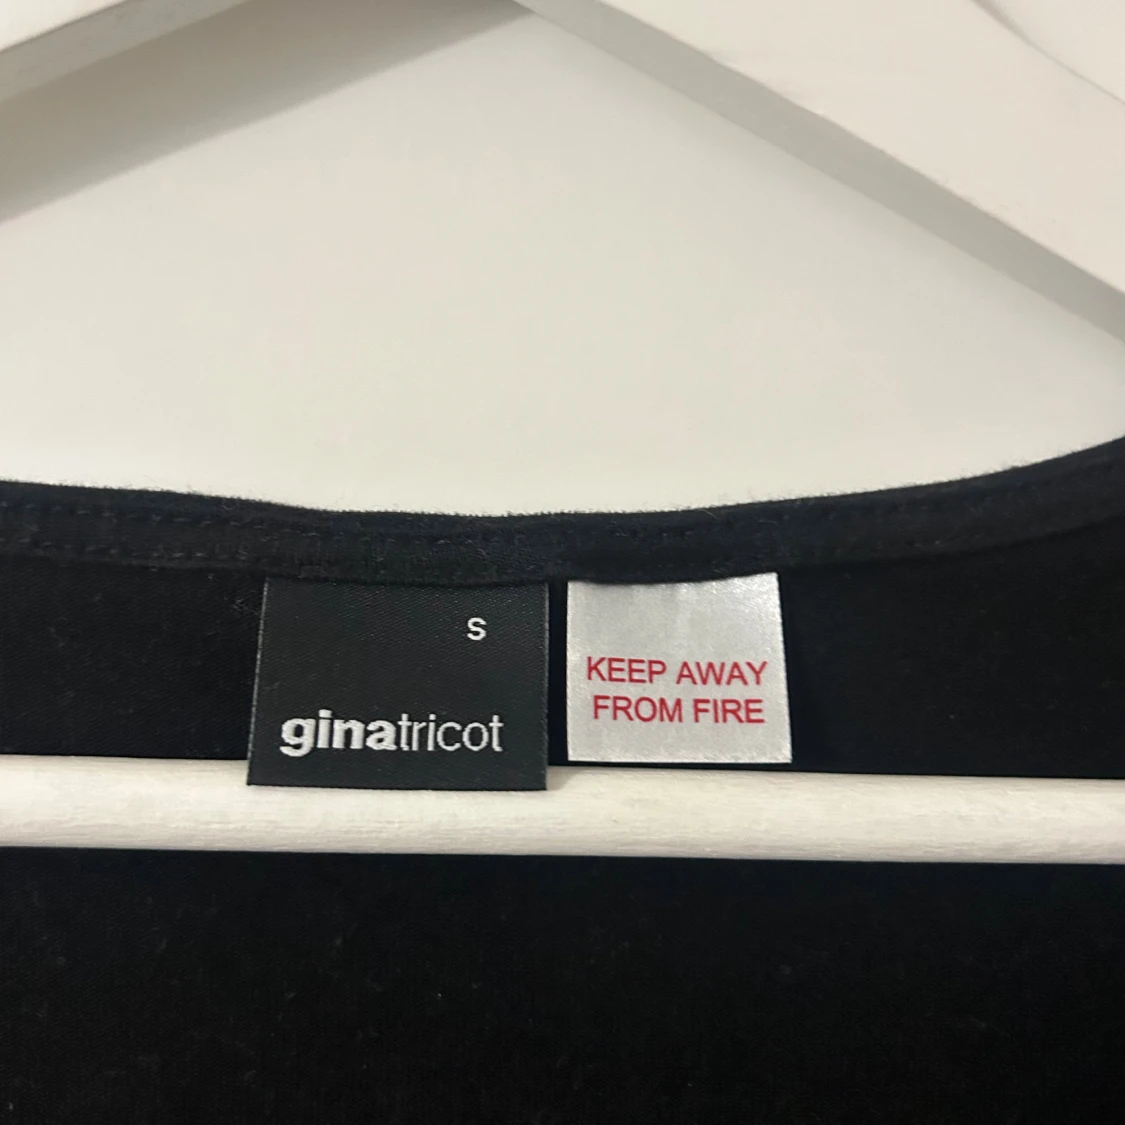 S
ginatricot
KEEP AWAY
FROM FIRE